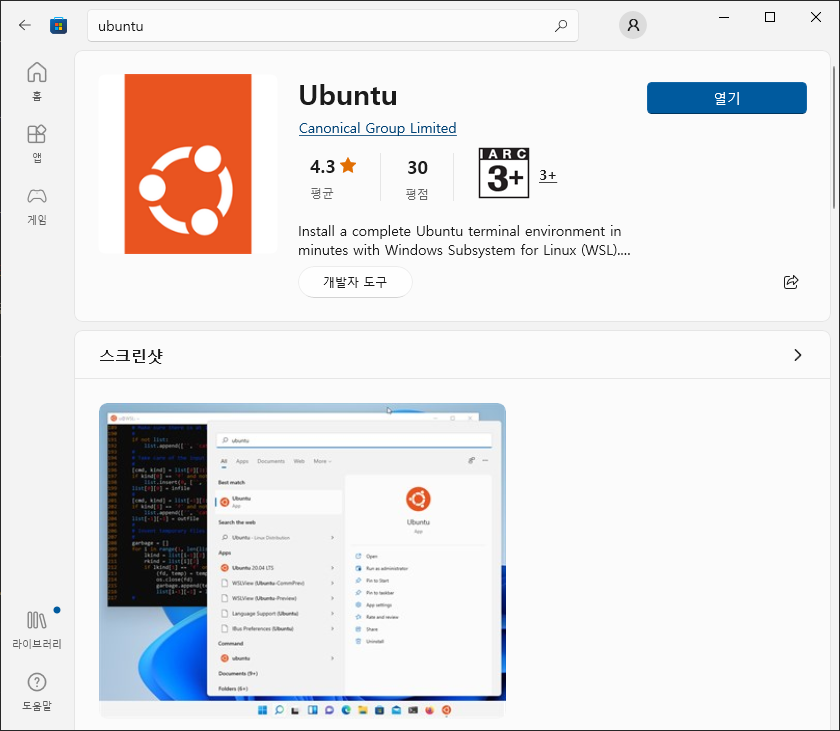 ubuntu
홈
앱
게임
라이브러리
도움말
Ubuntu
열기
Canonical Group Limited
4.3
평균
30
평점
IARC
3+
3+
Install a complete Ubuntu terminal environment in
minutes with Windows Subsystem for Linux (WSL)....
개발자 도구
스크린샷
ubuntu
All Apps Documents Web More
Best match
Ubuntu
App
Search the web
Ubuntu - Linux Distribution
Apps
Ubuntu 20.04 LTS
WSLView (Ubuntu-CommPrev)
WSLView (Ubuntu-Preview)
Language Support (Ubuntu)
IBus Preferences (Ubuntu)
Command
ubuntu
Documents (9+)
Folders (6+)
Ubuntu
App
Open
Run as administrator
Pin to Start
Pin to taskbar
App settings
Rate and review
Share
Uninstall